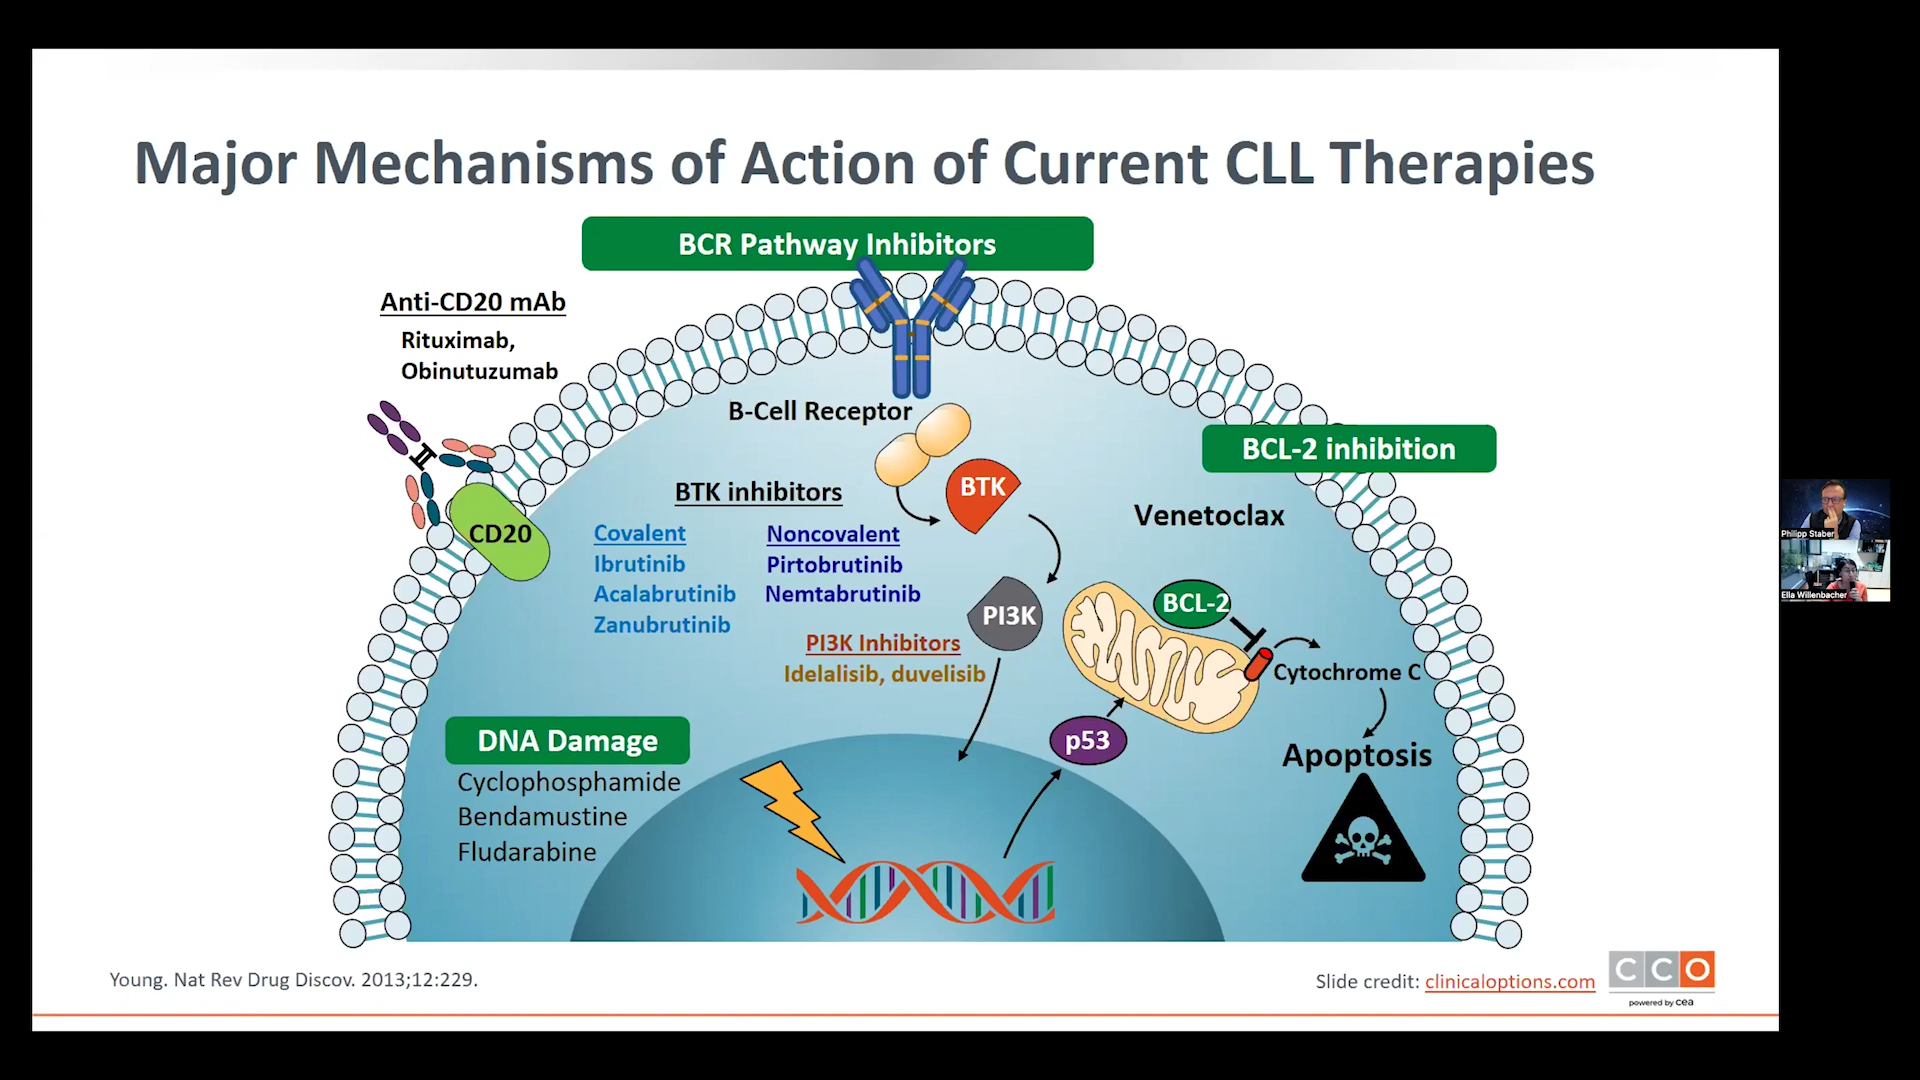 Major Mechanisms of Action of Current CLL Therapies
BCR Pathway Inhibitors
Anti-CD20 mAb
Rituximab,
Obinutuzumab
B-Cell Receptor
BCL-2 inhibition
BTK
BTK inhibitors
Venetoclax
CD20
Covalent
Ibrutinib
Acalabrutinib
Zanubrutinib
Noncovalent
Pirtobrutinib
Nemtabrutinib
Philipp Staber
Ella Willenbacher
PI3K
BCL-2
PI3K Inhibitors
Idelalisib, duvelisib
Cytochrome C
DNA Damage
Cyclophosphamide
Bendamustine
Fludarabine
p53
Apoptosis
Young. Nat Rev Drug Discov. 2013;12:229.
Slide credit: clinicaloptions.com
CCO
powered by cea